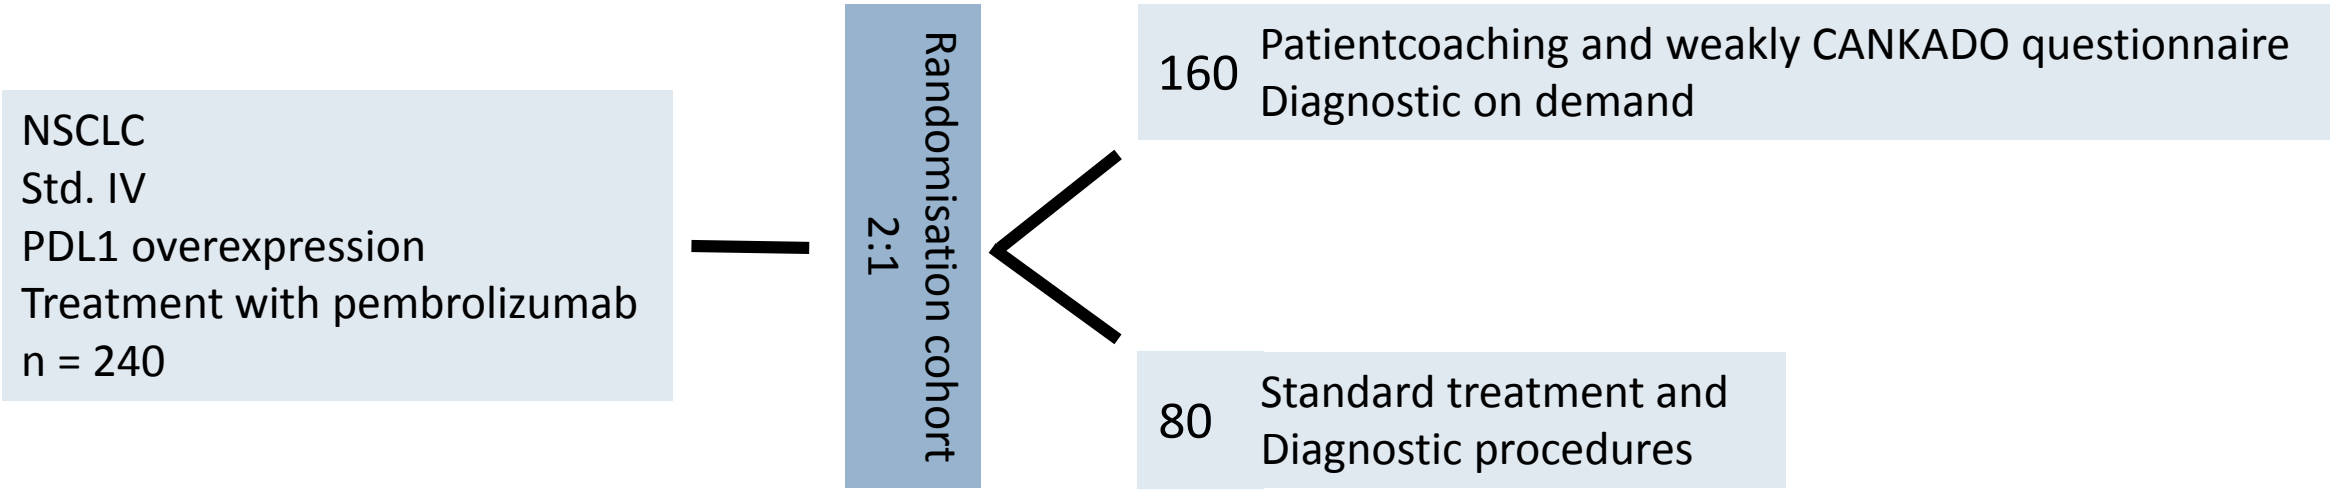 NSCLC
Std. IV
PDL1 overexpression
Treatment with pembrolizumab
n = 240
Randomisation cohort
2:1
160
Patientcoaching and weakly CANKADO questionnaire
Diagnostic on demand
80
Standard treatment and
Diagnostic procedures